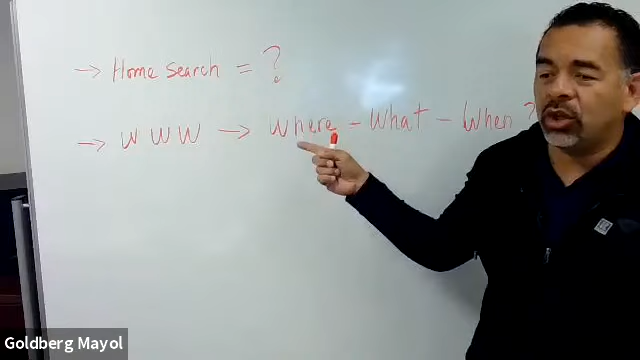 → Home search = ?
→ W W W → Where - What - When ?
Goldberg Mayol